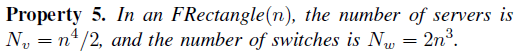 Property 5. In an FRectangle(n), the number of servers is
N_v = n^4/2, and the number of switches is N_w = 2n^3.